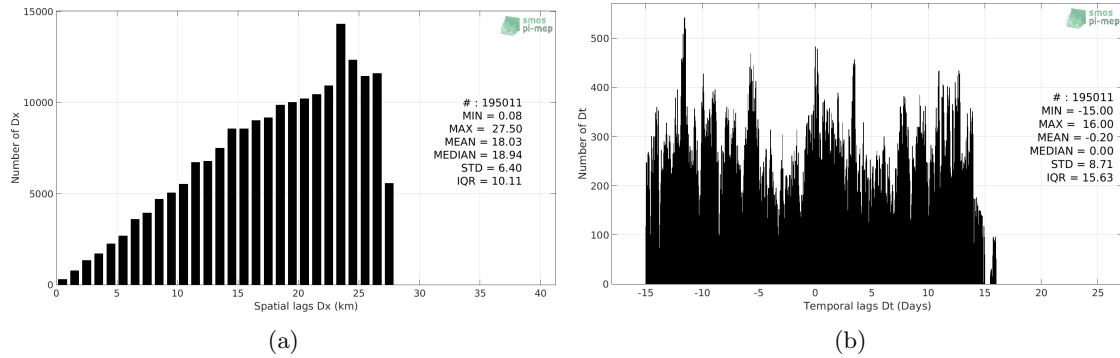 15000
10000
5000
0
0
5
10
15
20
25
30
35
40
Number of Dx
Spatial lags Dx (km)
smos
pi-mep
# : 195011
MIN = 0.08
MAX = 27.50
MEAN = 18.03
MEDIAN = 18.94
STD = 6.40
IQR = 10.11
(a)
500
400
300
200
100
0
-15
-10
-5
0
5
10
15
20
25
Number of Dt
Temporal lags Dt (Days)
smos
pi-mep
# : 195011
MIN = -15.00
MAX = 16.00
MEAN = -0.20
MEDIAN = 0.00
STD = 8.71
IQR = 15.63
(b)